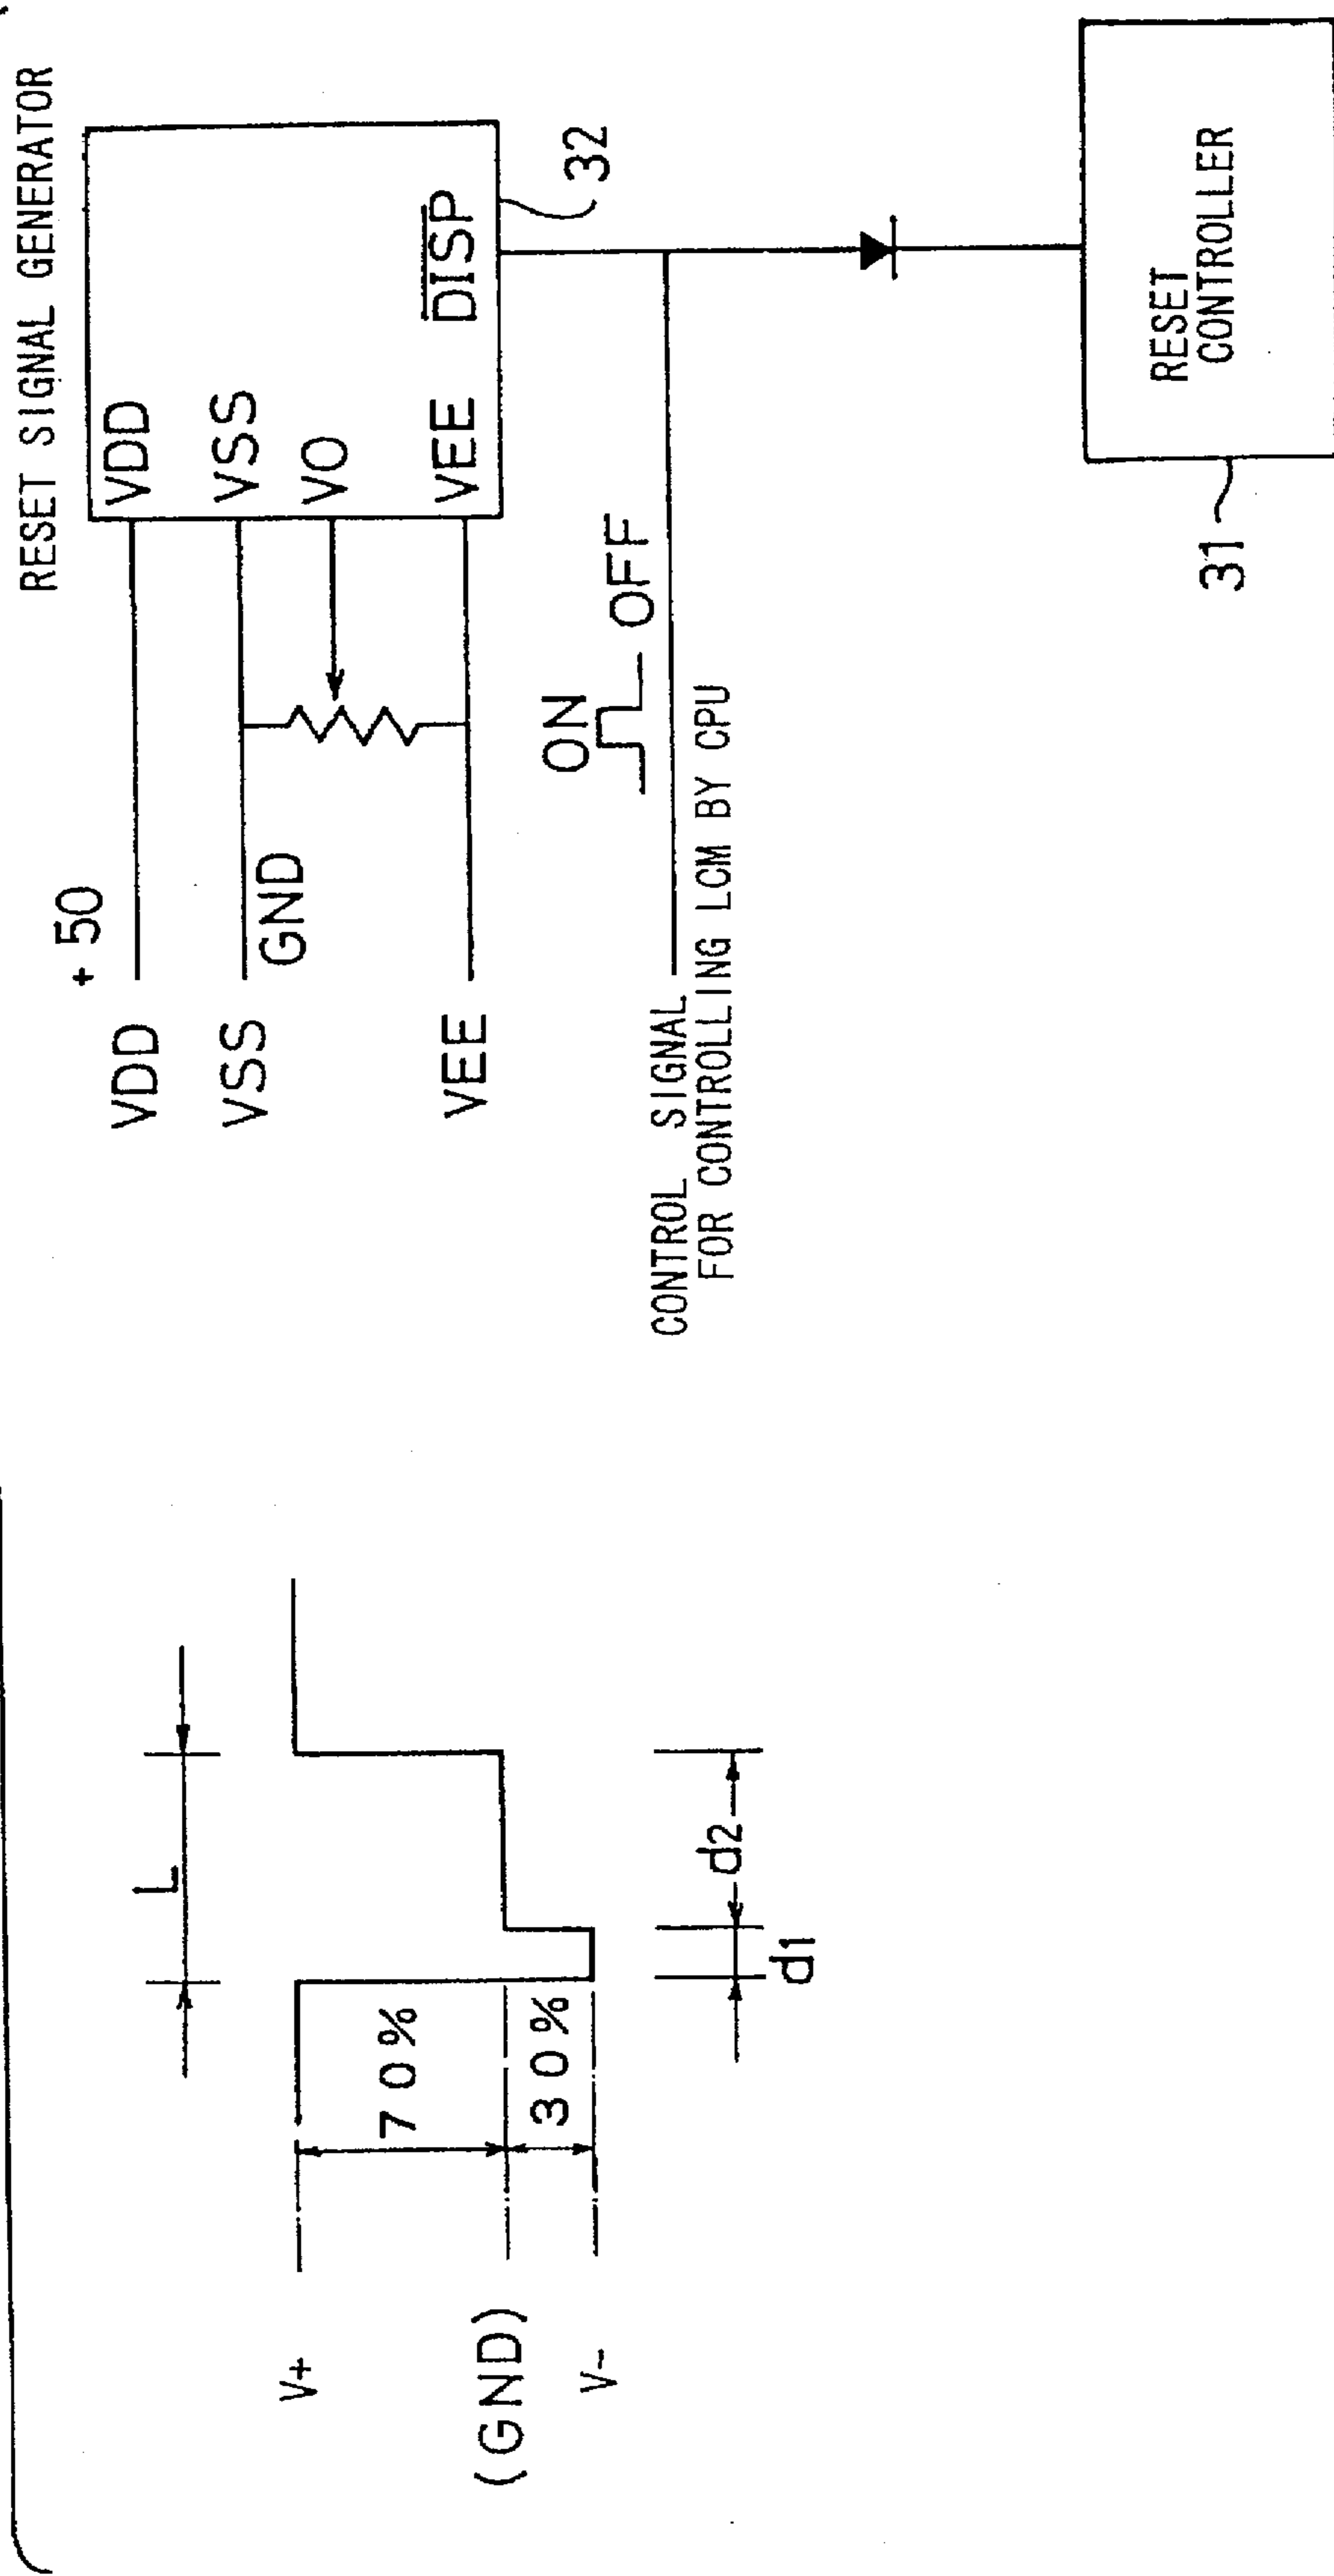 RESET SIGNAL GENERATOR
+ 50
VDD
VDD
VSS
GND
VSS
VO
VEE
VEE
DISP
32
ON
OFF
CONTROL SIGNAL
FOR CONTROLLING LCM BY CPU
RESET
CONTROLLER
31
L
V+
70%
(GND)
30%
V-
d1
d2